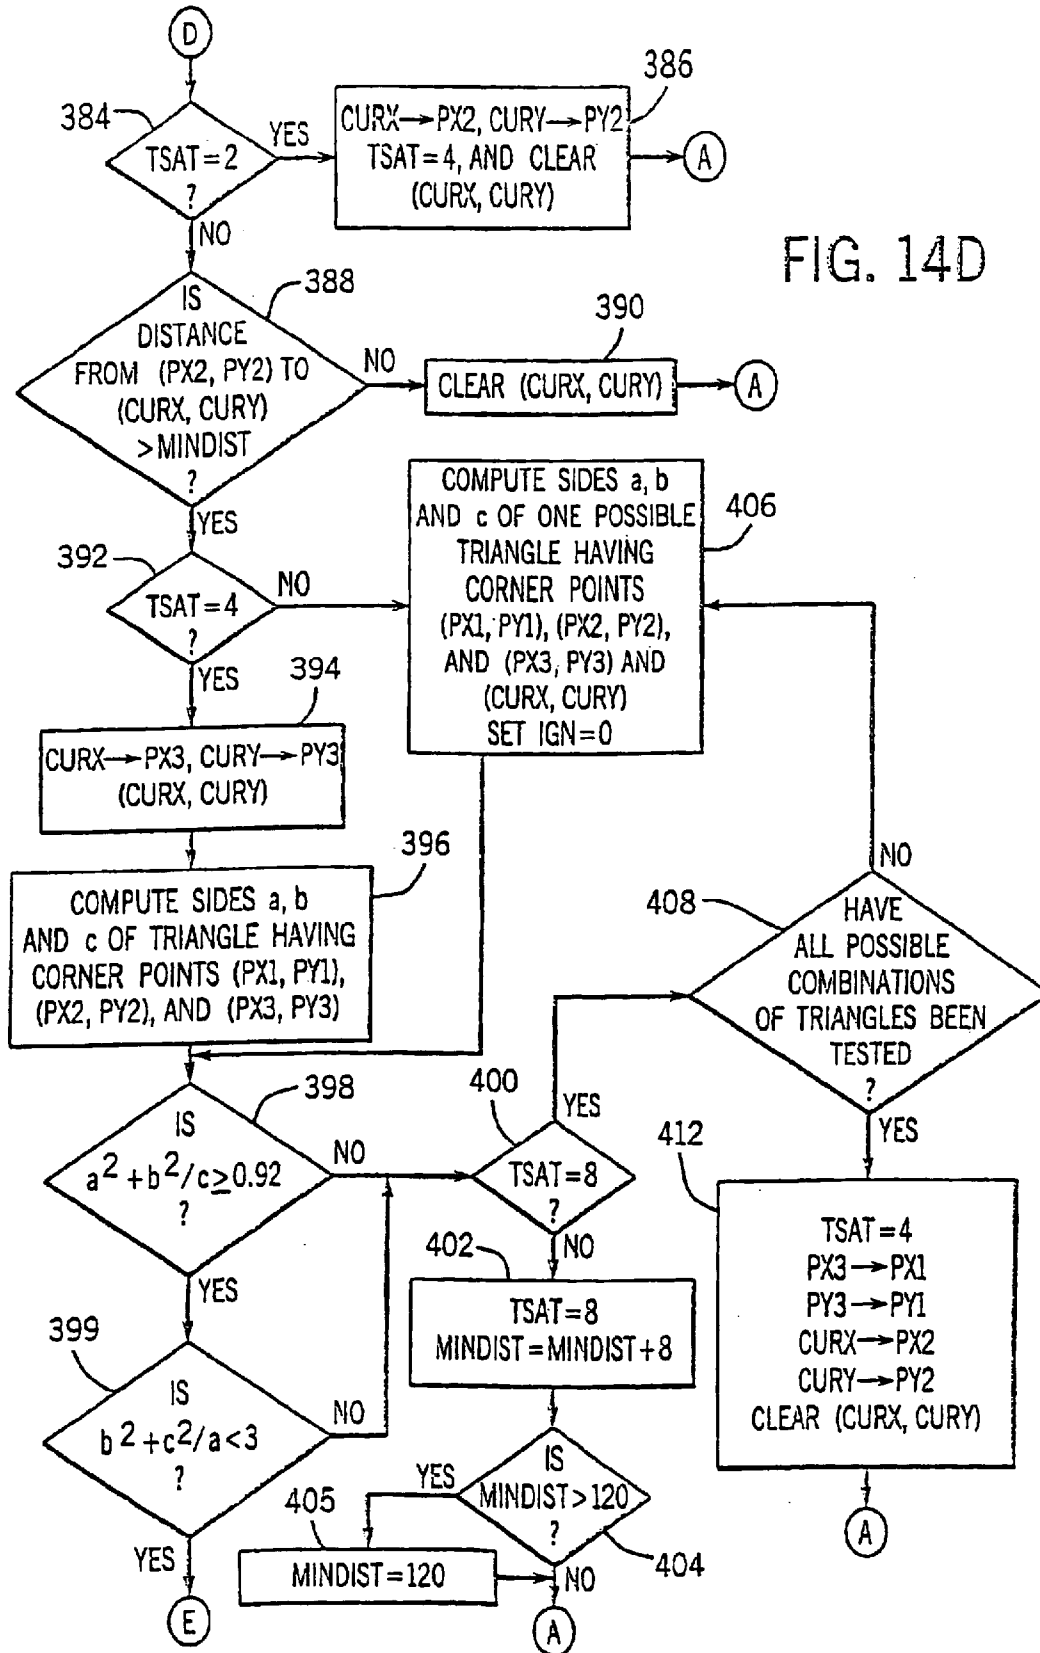 D
384
TSAT=2
?
YES
NO
386
CURX→PX2, CURY→PY2
TSAT=4, AND CLEAR
(CURX, CURY)
A
FIG. 14D
388
IS
DISTANCE
FROM (PX2, PY2) TO
(CURX, CURY)
>MINDIST
?
NO
YES
390
CLEAR (CURX, CURY)
A
392
TSAT=4
?
NO
YES
406
COMPUTE SIDES a, b
AND c OF ONE POSSIBLE
TRIANGLE HAVING
CORNER POINTS
(PX1, PY1), (PX2, PY2),
AND (PX3, PY3) AND
(CURX, CURY)
SET IGN=0
394
CURX→PX3, CURY→PY3
(CURX, CURY)
396
COMPUTE SIDES a, b
AND c OF TRIANGLE HAVING
CORNER POINTS (PX1, PY1),
(PX2, PY2), AND (PX3, PY3)
398
IS
a² + b²/c≥0.92
?
NO
YES
399
IS
b² + c²/a<3
?
NO
YES
E
400
TSAT=8
?
YES
NO
402
TSAT=8
MINDIST=MINDIST+8
IS
MINDIST>120
?
404
YES
NO
405
MINDIST=120
A
408
HAVE
ALL POSSIBLE
COMBINATIONS
OF TRIANGLES BEEN
TESTED
?
NO
YES
412
TSAT=4
PX3→PX1
PY3→PY1
CURX→PX2
CURY→PY2
CLEAR (CURX, CURY)
A